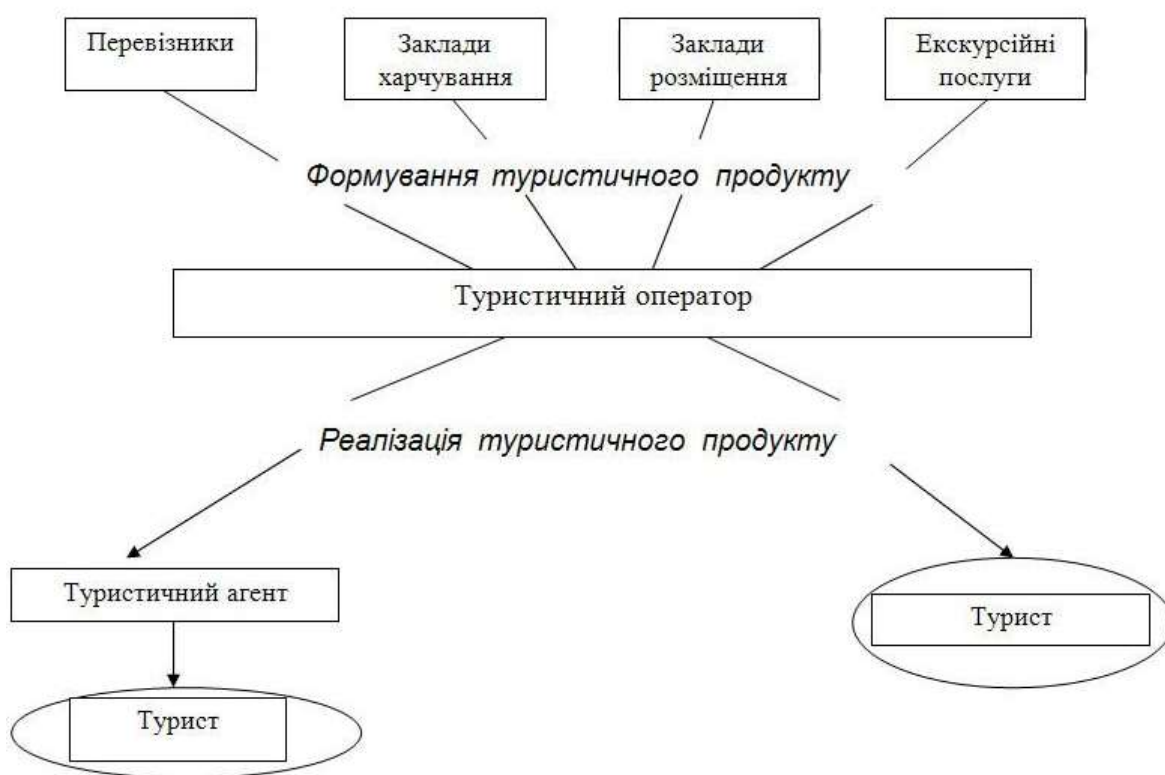 Перевізники
Заклади
харчування
Заклади
розміщення
Екскурсійні
послуги
Формування туристичного продукту
Туристичний оператор
Реалізація туристичного продукту
Туристичний агент
Турист
Турист